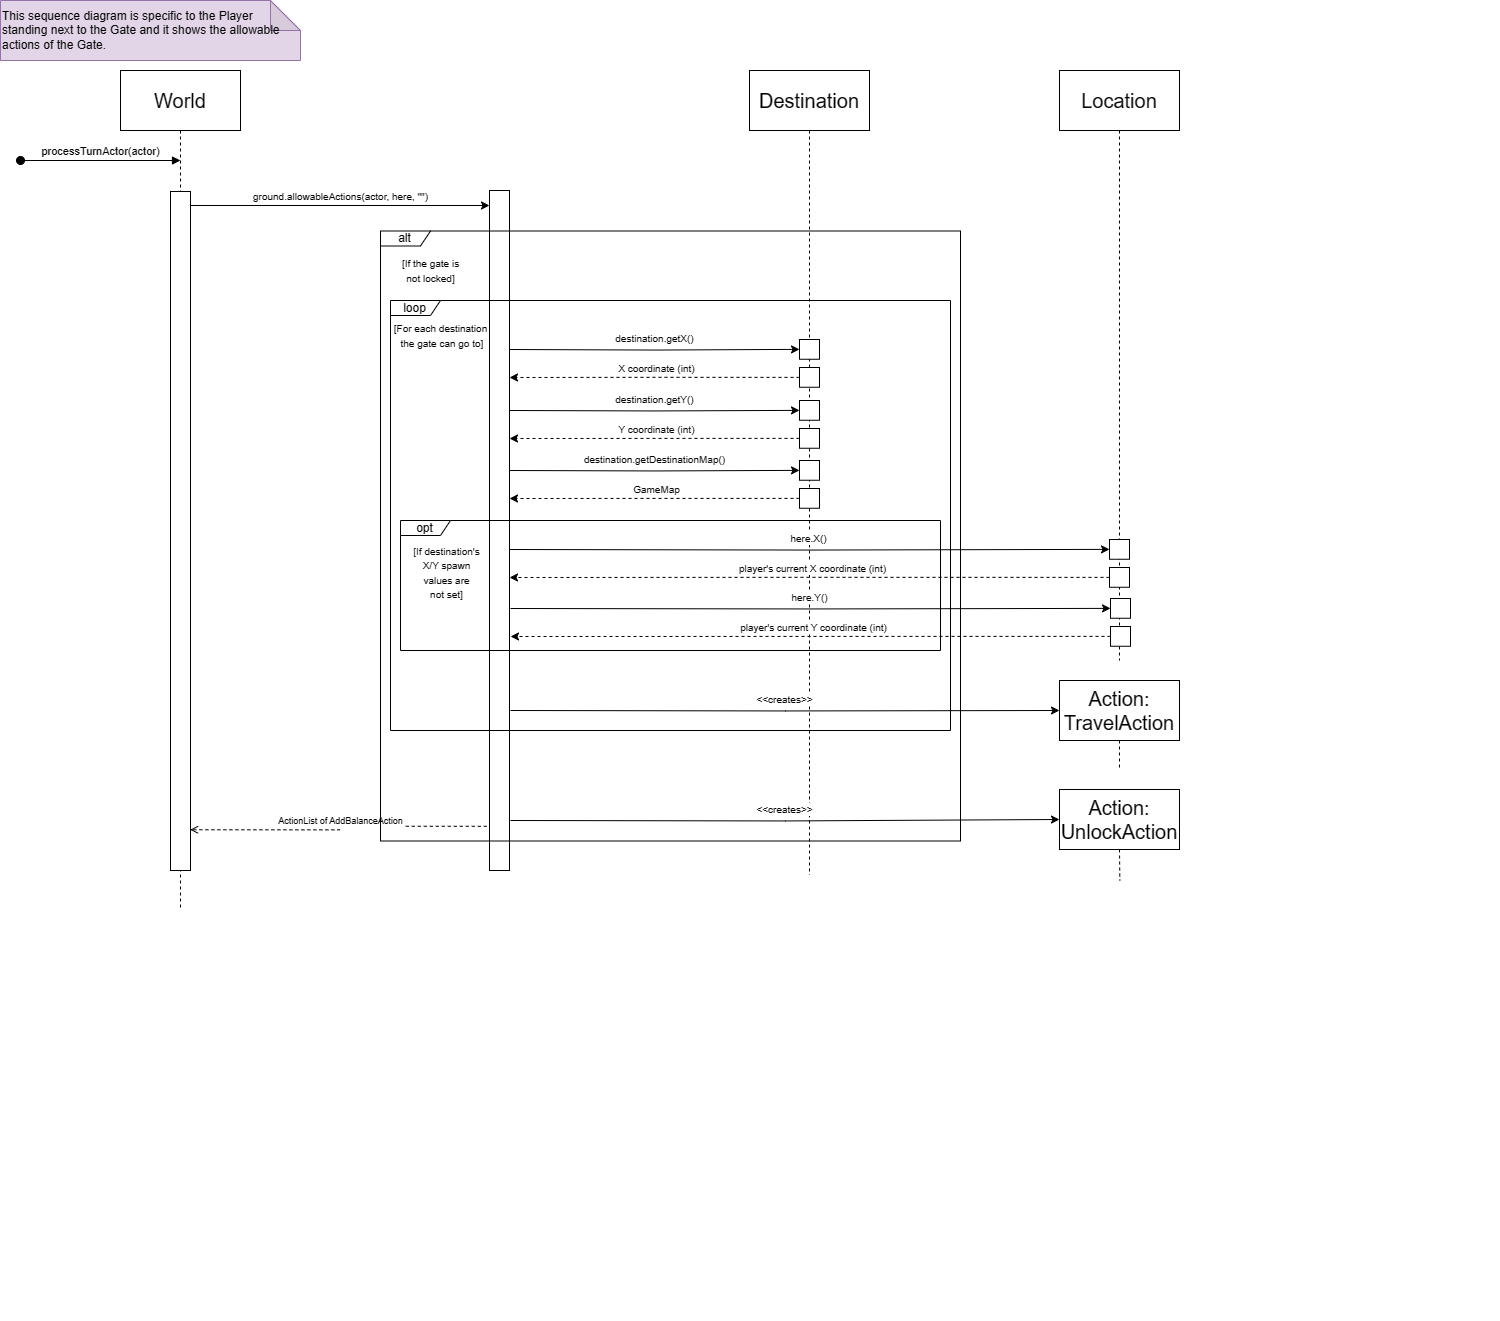 This sequence diagram is specific to the Player
standing next to the Gate and it shows the allowable
actions of the Gate.
World
Destination
Location
processTurnActor(actor)
ground.allowableActions(actor, here, "")
alt
[If the gate is
not locked]
loop
[For each destination
the gate can go to]
destination.getX()
X coordinate (int)
destination.getY()
Y coordinate (int)
destination.getDestinationMap()
GameMap
opt
[If destination's
X/Y spawn
values are
not set]
here.X()
player's current X coordinate (int)
here.Y()
player's current Y coordinate (int)
<<creates>>
Action:
TravelAction
<<creates>>
Action:
UnlockAction
ActionList of AddBalanceAction